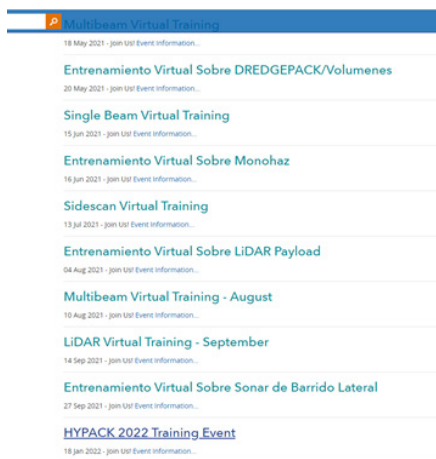 Multibeam Virtual Training
18 May 2021 - Join Us! Event Information...
Entrenamiento Virtual Sobre DREDGEPACK/Volumenes
20 May 2021 - Join Us! Event Information...
Single Beam Virtual Training
15 Jun 2021 - Join Us! Event Information...
Entrenamiento Virtual Sobre Monohaz
16 Jun 2021 - Join Us! Event Information...
Sidescan Virtual Training
13 Jul 2021 - Join Us! Event Information...
Entrenamiento Virtual Sobre LiDAR Payload
04 Aug 2021 - Join Us! Event Information...
Multibeam Virtual Training - August
10 Aug 2021 - Join Us! Event Information...
LiDAR Virtual Training - September
14 Sep 2021 - Join Us! Event Information...
Entrenamiento Virtual Sobre Sonar de Barrido Lateral
27 Sep 2021 - Join Us! Event Information...
HYPACK 2022 Training Event
18 Jan 2022 - Join Us! Event Information...